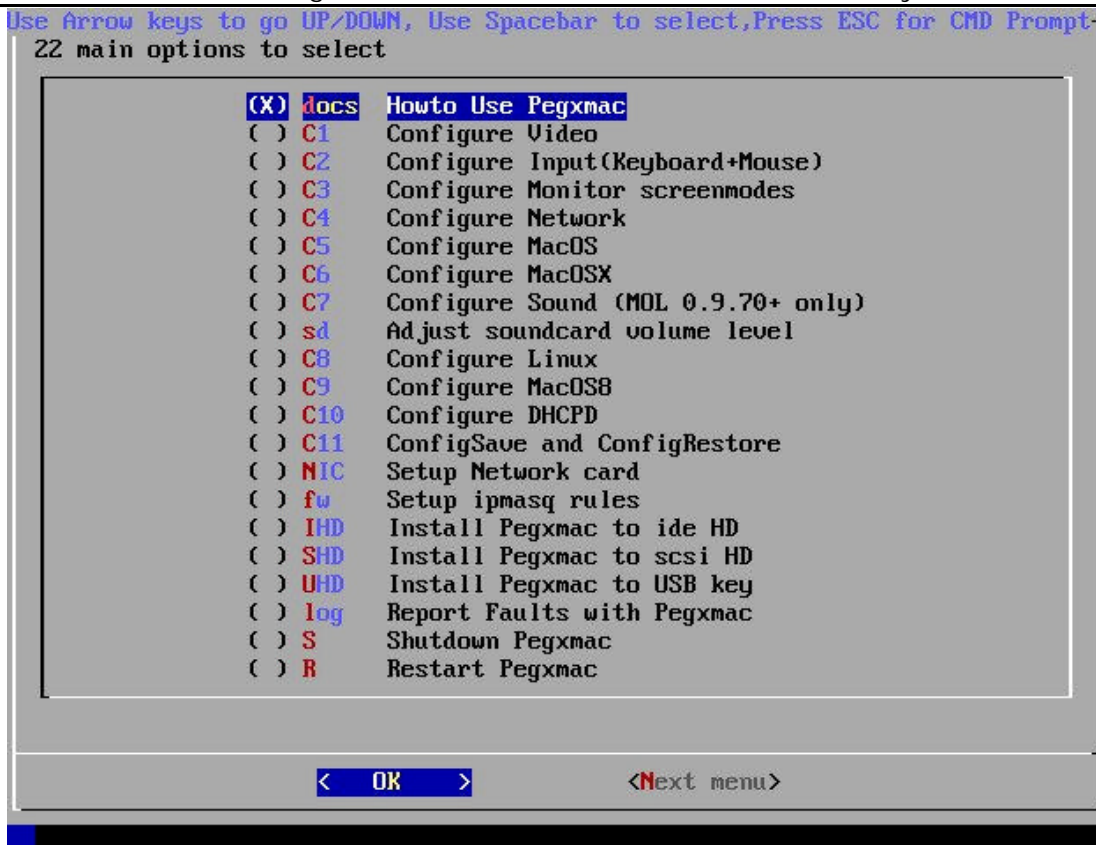 Use Arrow keys to go UP/DOWN, Use Spacebar to select,Press ESC for CMD Prompt
22 main options to select
(X) docs Howto Use Pegxmac
( ) C1 Configure Video
( ) C2 Configure Input(Keyboard+Mouse)
( ) C3 Configure Monitor screenmodes
( ) C4 Configure Network
( ) C5 Configure MacOS
( ) C6 Configure MacOSX
( ) C7 Configure Sound (MOL 0.9.70+ only)
( ) sd Adjust soundcard volume level
( ) C8 Configure Linux
( ) C9 Configure MacOS8
( ) C10 Configure DHCPD
( ) C11 ConfigSave and ConfigRestore
( ) NIC Setup Network card
( ) fw Setup ipmasq rules
( ) IHD Install Pegxmac to ide HD
( ) SHD Install Pegxmac to scsi HD
( ) UHD Install Pegxmac to USB key
( ) log Report Faults with Pegxmac
( ) S Shutdown Pegxmac
( ) R Restart Pegxmac
< OK > <Next menu>